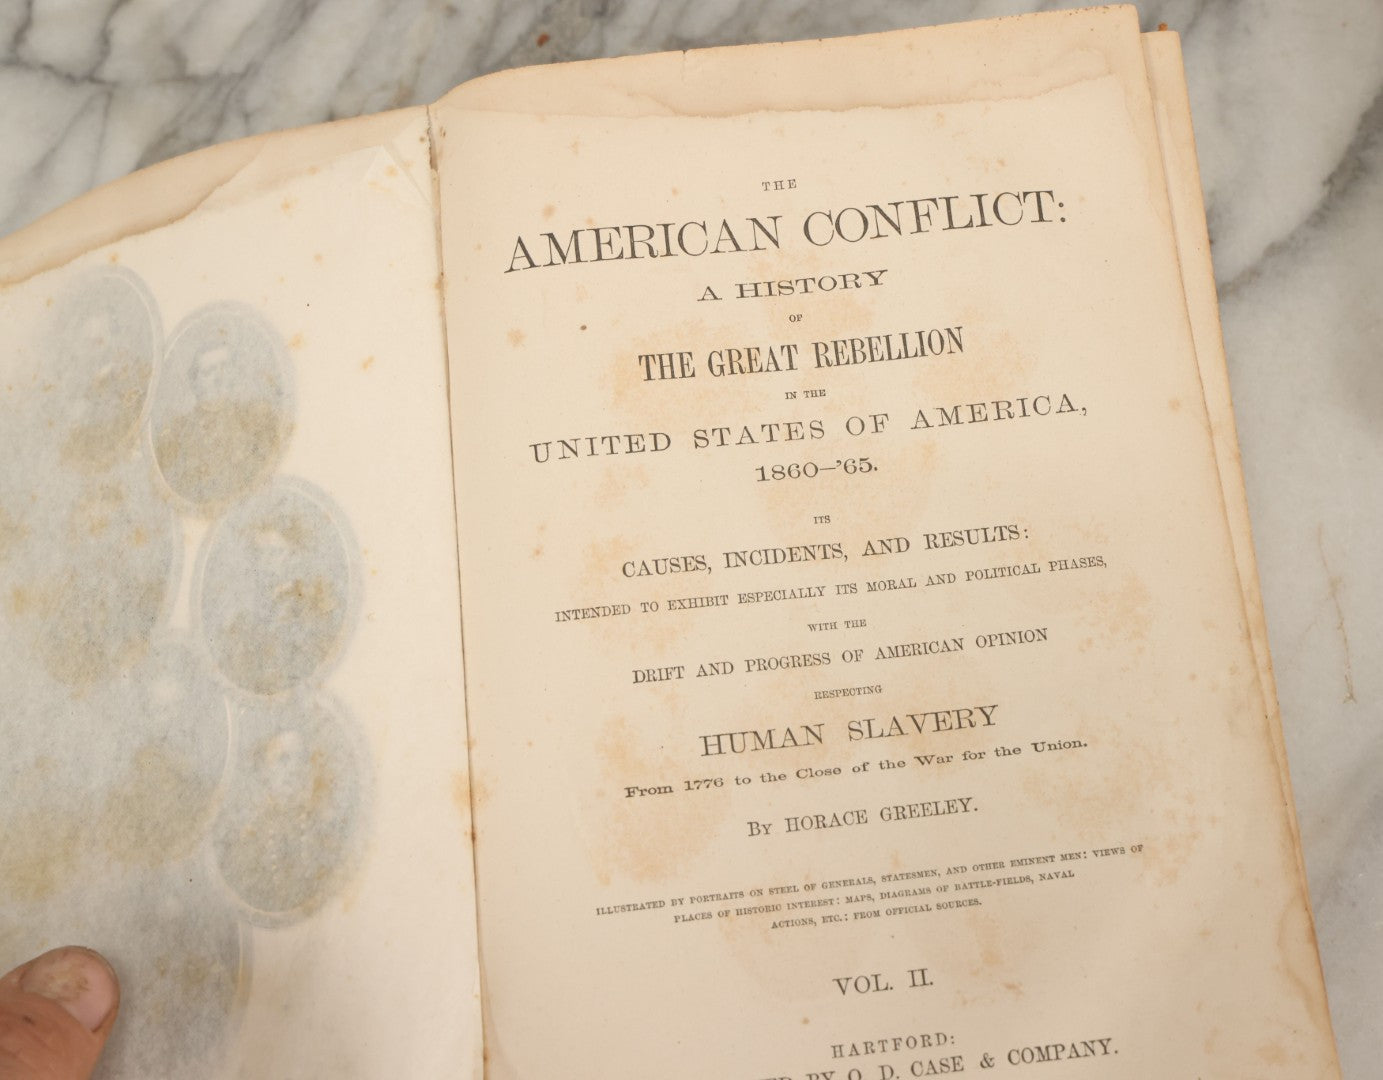 THE
AMERICAN CONFLICT:
A HISTORY
OF
THE GREAT REBELLION
IN THE
UNITED STATES OF AMERICA,
1860–'65.
ITS
CAUSES, INCIDENTS, AND RESULTS:
INTENDED TO EXHIBIT ESPECIALLY ITS MORAL AND POLITICAL PHASES,
WITH THE
DRIFT AND PROGRESS OF AMERICAN OPINION
RESPECTING
HUMAN SLAVERY
From 1776 to the Close of the War for the Union.
By HORACE GREELEY.
ILLUSTRATED BY PORTRAITS ON STEEL OF GENERALS, STATESMEN, AND OTHER EMINENT MEN: VIEWS OF
PLACES OF HISTORIC INTEREST: MAPS, DIAGRAMS OF BATTLE-FIELDS, NAVAL
ACTIONS, ETC.: FROM OFFICIAL SOURCES.
VOL. II.
HARTFORD:
BY O. D. CASE & COMPANY.